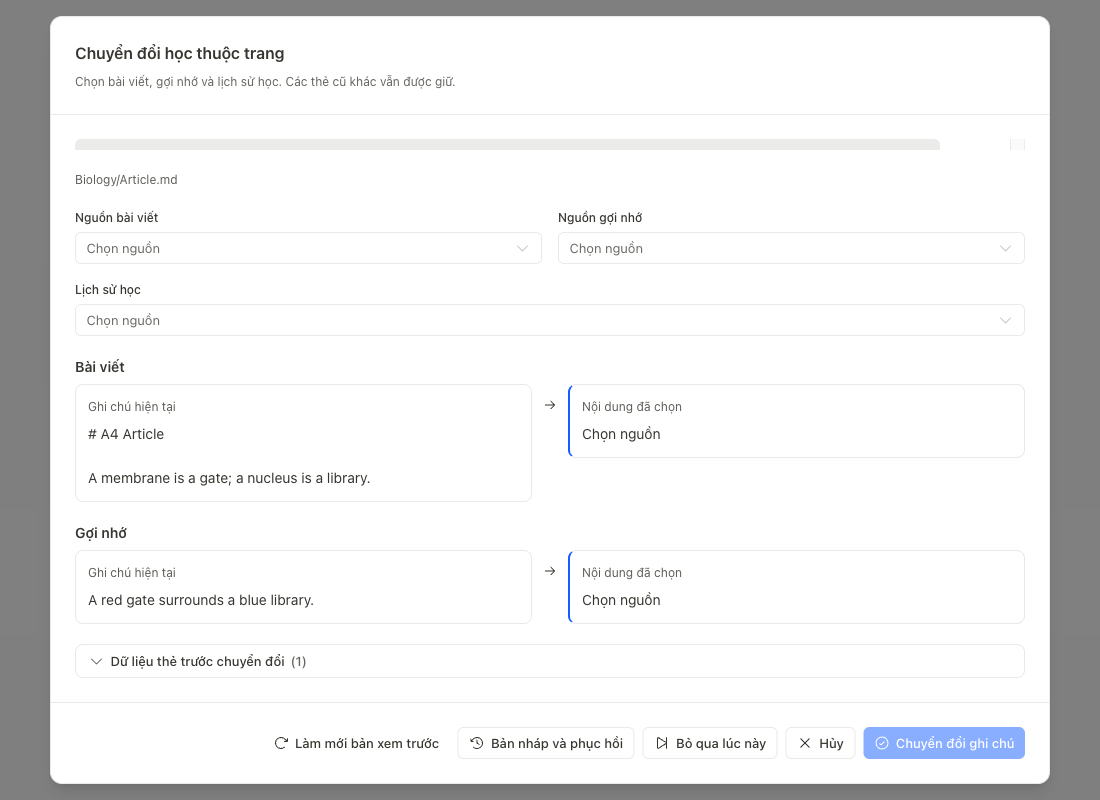 Chuyển đổi học thuộc trang
Chọn bài viết, gợi nhớ và lịch sử học. Các thẻ cũ khác vẫn được giữ.
Biology/Article.md
Nguồn bài viết
Nguồn gợi nhớ
Chọn nguồn
Chọn nguồn
Lịch sử học
Chọn nguồn
Bài viết
Ghi chú hiện tại
# A4 Article
A membrane is a gate; a nucleus is a library.
Nội dung đã chọn
Chọn nguồn
Gợi nhớ
Ghi chú hiện tại
A red gate surrounds a blue library.
Nội dung đã chọn
Chọn nguồn
Dữ liệu thẻ trước chuyển đổi (1)
Làm mới bản xem trước
Bản nháp và phục hồi
Bỏ qua lúc này
Hủy
Chuyển đổi ghi chú